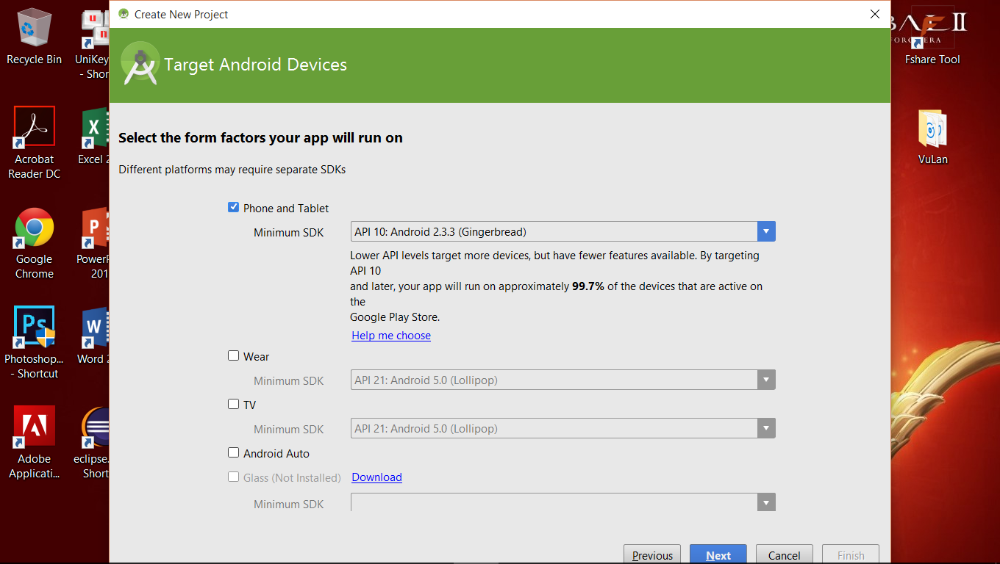 Create New Project
Target Android Devices
Select the form factors your app will run on
Different platforms may require separate SDKs
Phone and Tablet
Minimum SDK
API 10: Android 2.3.3 (Gingerbread)
Lower API levels target more devices, but have fewer features available. By targeting
API 10
and later, your app will run on approximately 99.7% of the devices that are active on
the
Google Play Store.
Help me choose
Wear
Minimum SDK
API 21: Android 5.0 (Lollipop)
TV
Minimum SDK
API 21: Android 5.0 (Lollipop)
Android Auto
Glass (Not Installed) Download
Minimum SDK
Previous
Next
Cancel
Finish
Recycle Bin
UniKey
- Shor
Acrobat
Reader DC
Excel 2
Google
Chrome
PowerP
201
Photoshop...
- Shortcut
Word 2
Adobe
Applicati...
eclipse.
Short
Fshare Tool
VuLan